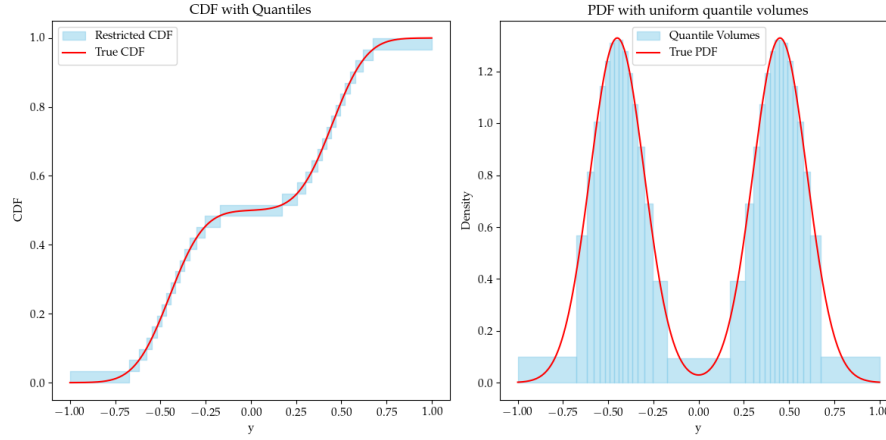 CDF with Quantiles
Restricted CDF
True CDF
1.0
0.8
0.6
0.4
0.2
0.0
CDF
−1.00 −0.75 −0.50 −0.25 0.00 0.25 0.50 0.75 1.00
y
PDF with uniform quantile volumes
Quantile Volumes
True PDF
1.2
1.0
0.8
0.6
0.4
0.2
0.0
Density
−1.00 −0.75 −0.50 −0.25 0.00 0.25 0.50 0.75 1.00
y